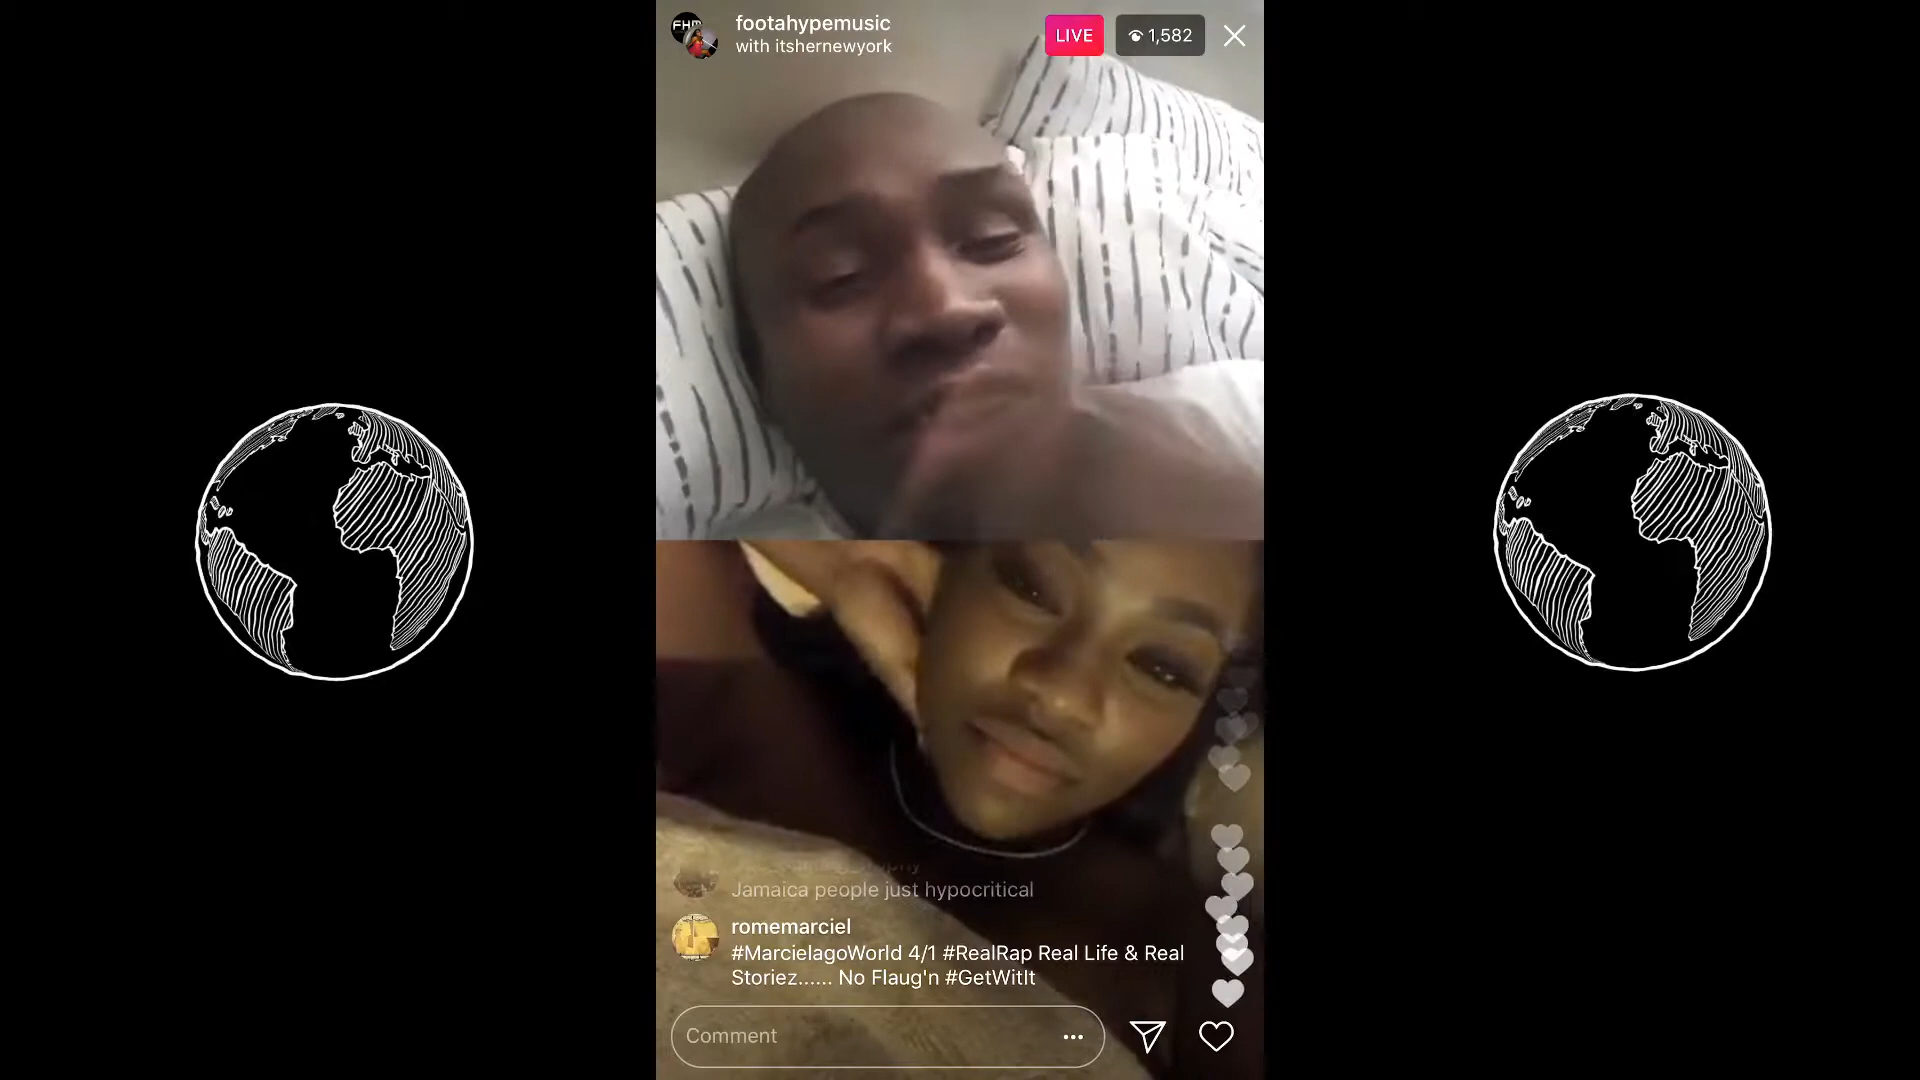 FHM
footahypemusic
with itshernewyork
LIVE
1,582
Jamaica people just hypocritical
romemarciel
#MarcielagoWorld 4/1 #RealRap Real Life & Real
Storiez...... No Flaug'n #GetWitIt
Comment